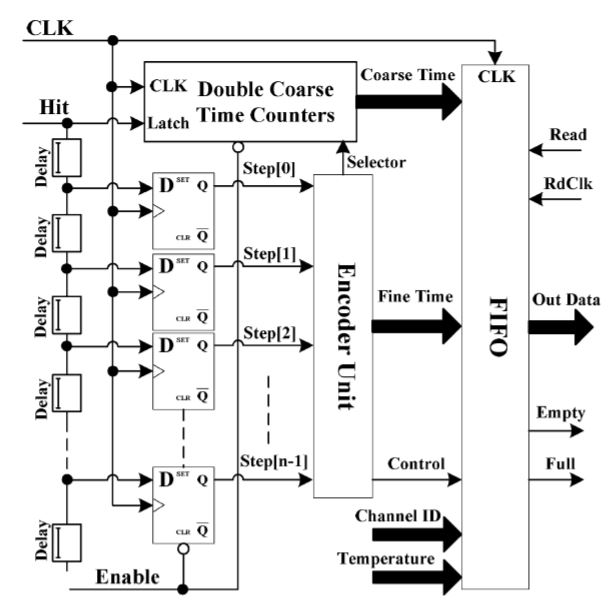 CLK
CLK
Double Coarse
Time Counters
Coarse Time
CLK
Hit
Latch
Read
Delay
Selector
D SET Q
Step[0]
RdClk
Delay
CLR Q̅
D SET Q
Step[1]
Encoder Unit
Fine Time
FIFO
Out Data
Delay
CLR Q̅
D SET Q
Step[2]
Delay
CLR Q̅
Empty
D SET Q
Step[n-1]
Control
Full
Delay
CLR Q̅
Channel ID
Temperature
Enable